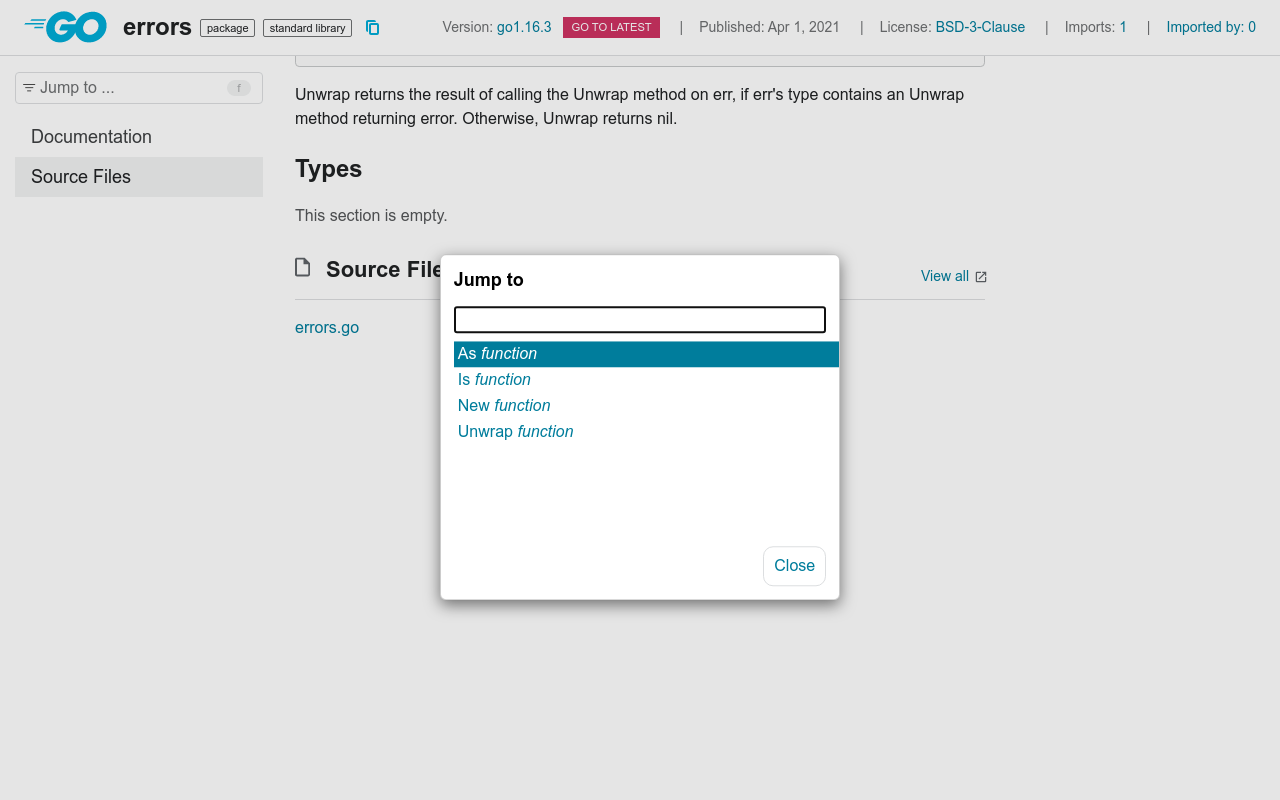 GO errors package standard library Version: go1.16.3 GO TO LATEST | Published: Apr 1, 2021 | License: BSD-3-Clause | Imports: 1 | Imported by: 0
Jump to ... f
Documentation
Source Files
Unwrap returns the result of calling the Unwrap method on err, if err's type contains an Unwrap
method returning error. Otherwise, Unwrap returns nil.
Types
This section is empty.
Source File
View all
errors.go
Jump to
As function
Is function
New function
Unwrap function
Close